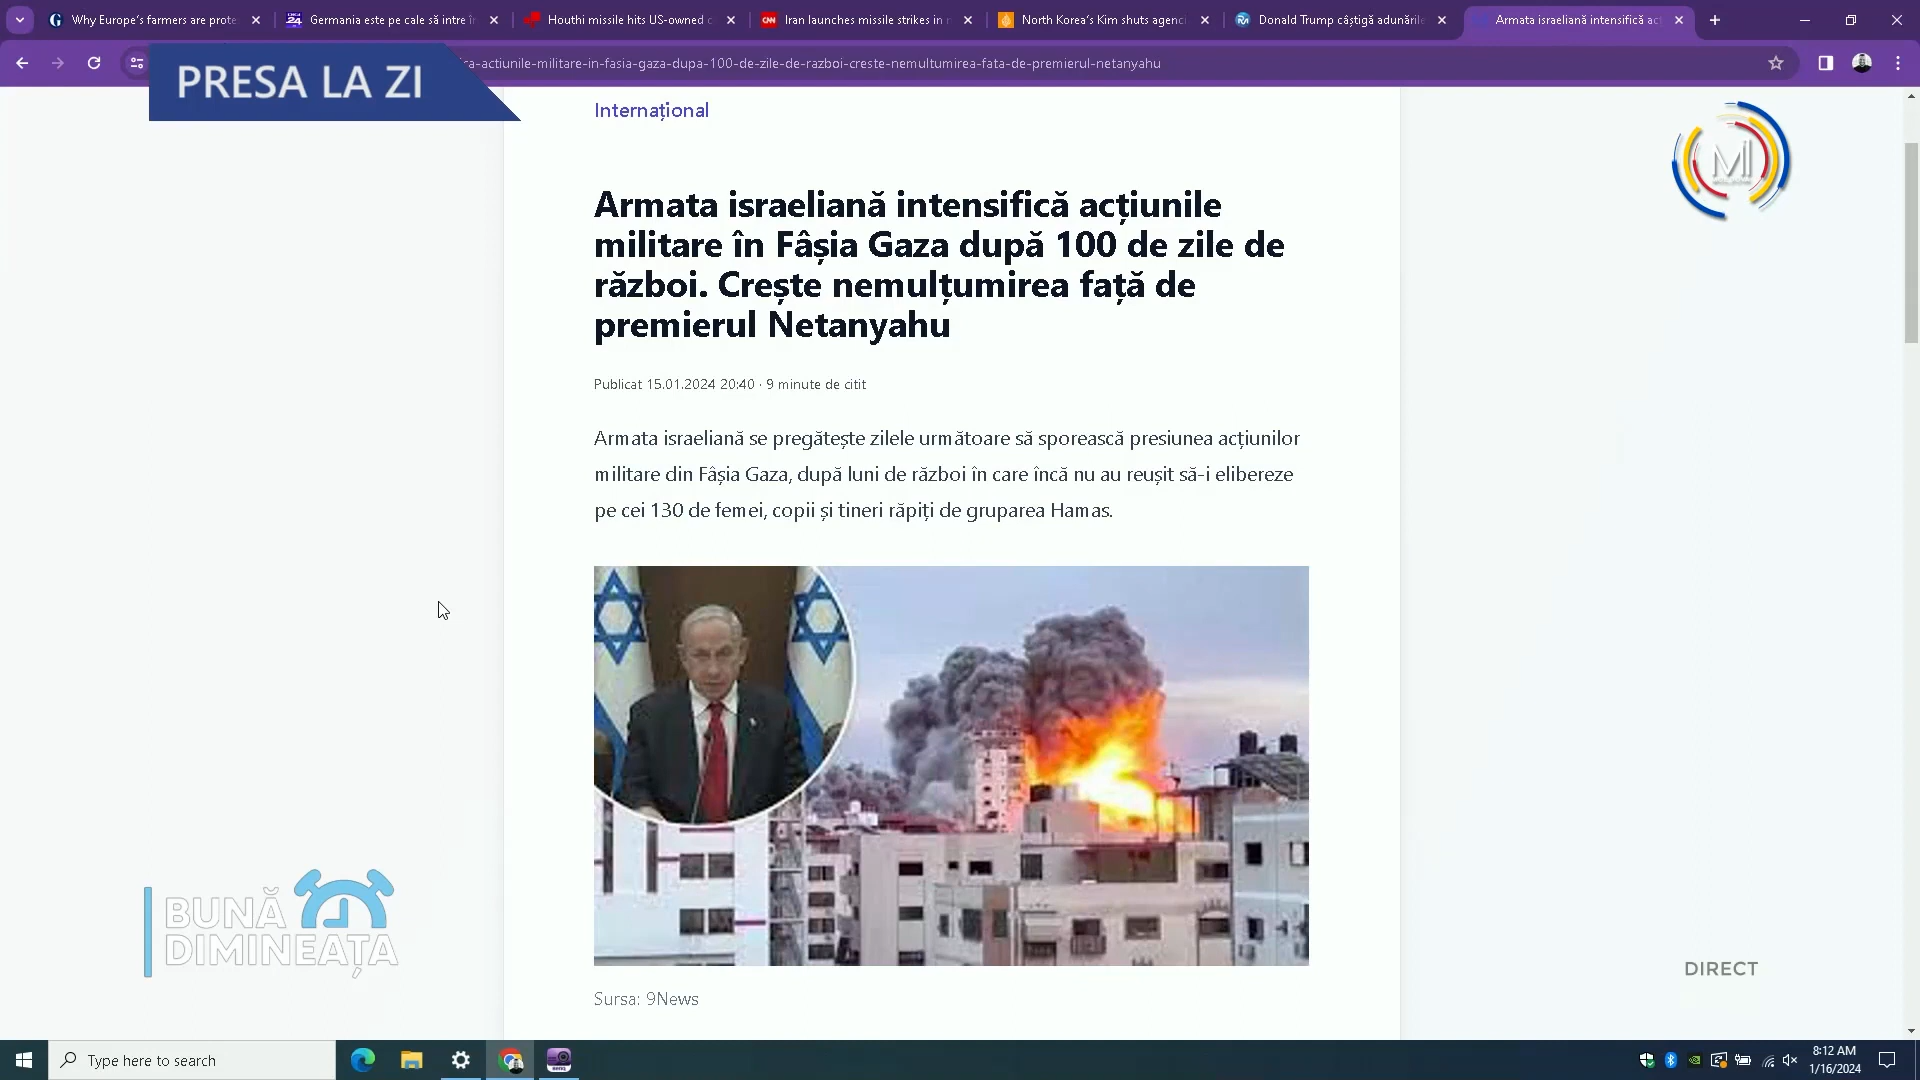 Why Europe's farmers are prote
Germania este pe cale să intre în
Houthi missile hits US-owned c
Iran launches missile strikes in n
North Korea's Kim shuts agenci
Donald Trump câștigă adunările
Armata israeliană intensifică act
PRESA LA ZI
ca-actiunile-militare-in-fasia-gaza-dupa-100-de-zile-de-razboi-creste-nemultumirea-fata-de-premierul-netanyahu
Internațional
MI
Armata israeliană intensifică acțiunile
militare în Fâșia Gaza după 100 de zile de
război. Crește nemulțumirea față de
premierul Netanyahu
Publicat 15.01.2024 20:40 · 9 minute de citit
Armata israeliană se pregătește zilele următoare să sporească presiunea acțiunilor
militare din Fâșia Gaza, după luni de război în care încă nu au reușit să-i elibereze
pe cei 130 de femei, copii și tineri răpiți de gruparea Hamas.
BUNĂ
DIMINEAȚA
DIRECT
Sursa: 9News
Type here to search
8:12 AM
1/16/2024